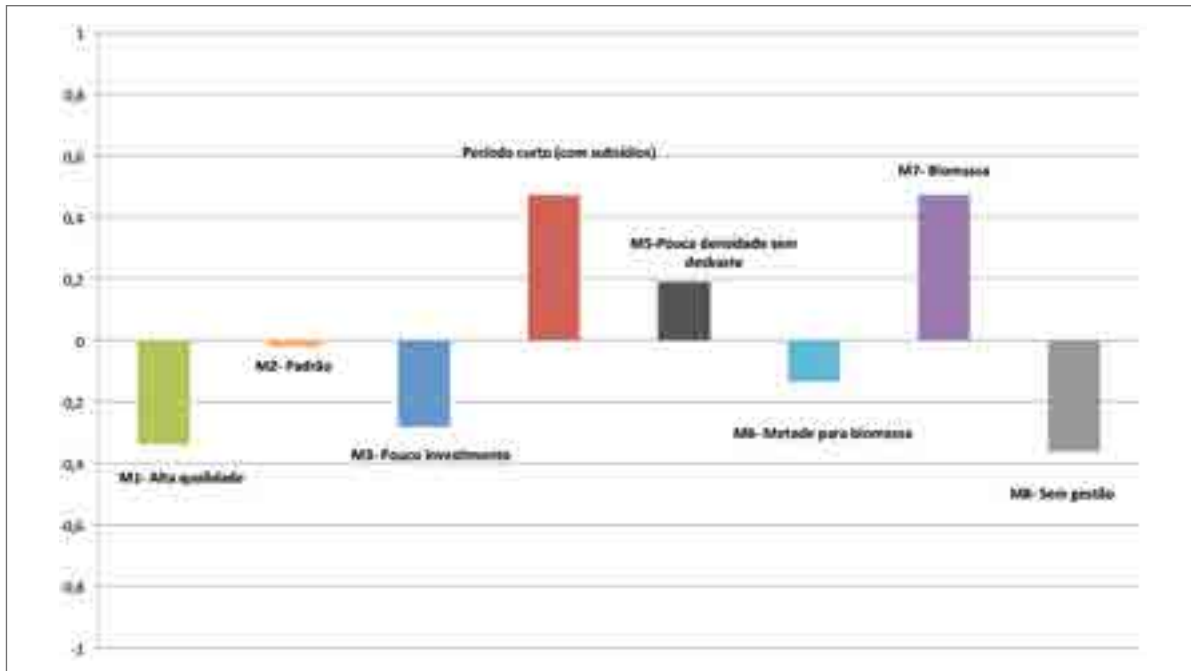 1
0,8
0,6
0,4
0,2
0
-0,2
-0,4
-0,6
-0,8
-1
Período curto (com subsídios)
M7- Biomassa
M5-Pouca densidade sem
desbaste
M2- Padrão
M6- Metade para biomassa
M3- Pouco investimento
M1- Alta qualidade
M8- Sem gestão